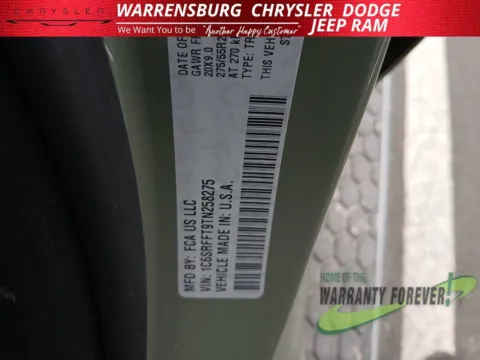 CHRYSLER
WARRENSBURG CHRYSLER DODGE
JEEP RAM
We Want You to be "Another Happy Customer"
MFD BY: FCA US LLC
DATE OF
GAWR F
20X9.0
275/55R2
AT 270 k
VIN: 1C6SRFFT9TN258275
TYPE: TR
VEHICLE MADE IN: U.S.A.
THIS VEH
HOME OF THE
WARRANTY FOREVER!